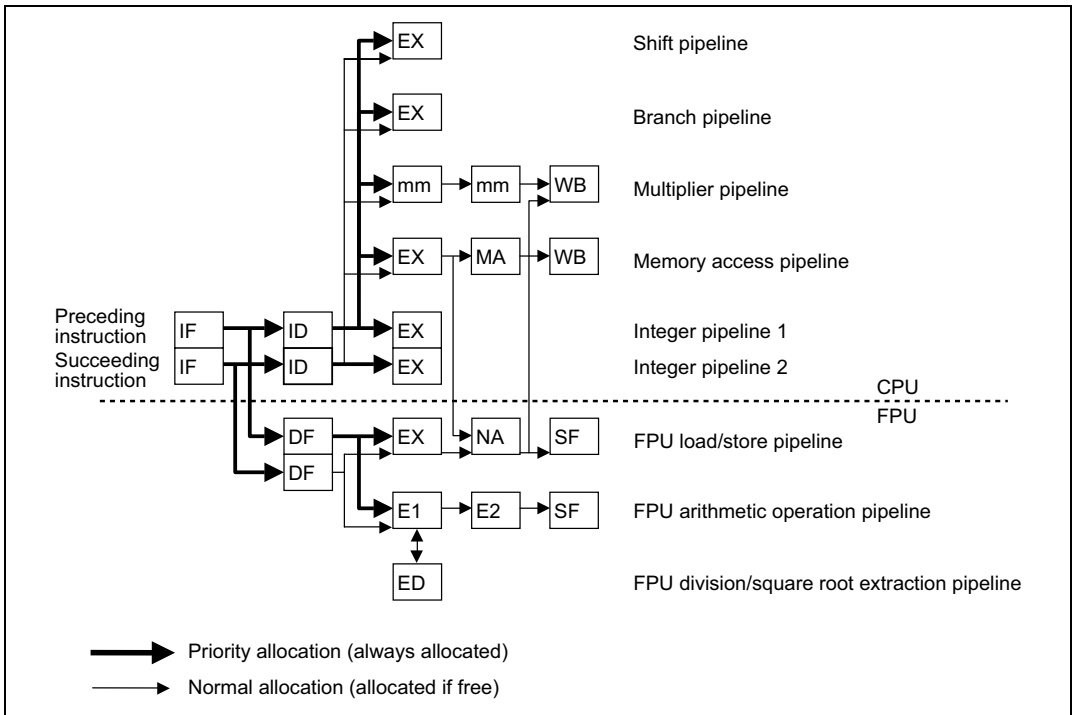 EX Shift pipeline
EX Branch pipeline
mm mm WB Multiplier pipeline
EX MA WB Memory access pipeline
Preceding
instruction
IF ID EX Integer pipeline 1
Succeeding
instruction
IF ID EX Integer pipeline 2
CPU
FPU
DF EX NA SF FPU load/store pipeline
DF
E1 E2 SF FPU arithmetic operation pipeline
ED FPU division/square root extraction pipeline
Priority allocation (always allocated)
Normal allocation (allocated if free)